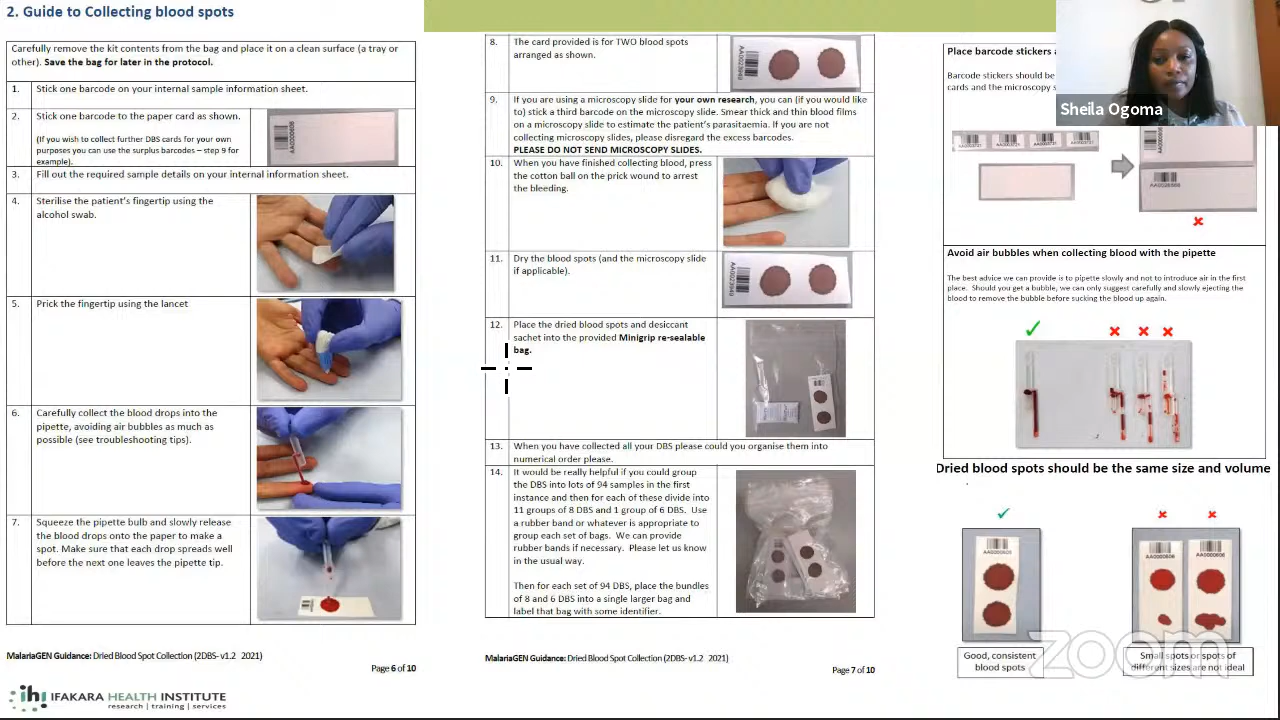 2. Guide to Collecting blood spots
Carefully remove the kit contents from the bag and place it on a clean surface (a tray or
other). Save the bag for later in the protocol.
1. Stick one barcode on your internal sample information sheet.
2. Stick one barcode to the paper card as shown.
(If you wish to collect further DBS cards for your own
purposes you can use the surplus barcodes – step 9 for
example).
AA0000606
3. Fill out the required sample details on your internal information sheet.
4. Sterilise the patient's fingertip using the
alcohol swab.
5. Prick the fingertip using the lancet
6. Carefully collect the blood drops into the
pipette, avoiding air bubbles as much as
possible (see troubleshooting tips).
7. Squeeze the pipette bulb and slowly release
the blood drops onto the paper to make a
spot. Make sure that each drop spreads well
before the next one leaves the pipette tip.
MalariaGEN Guidance: Dried Blood Spot Collection (2DBS- v1.2 2021)
Page 6 of 10
IFAKARA HEALTH INSTITUTE
research | training | services
8. The card provided is for TWO blood spots
arranged as shown.
9. If you are using a microscopy slide for your own research, you can (if you would like
to) stick a third barcode on the microscopy slide. Smear thick and thin blood films
on a microscopy slide to estimate the patient's parasitaemia. If you are not
collecting microscopy slides, please disregard the excess barcodes.
PLEASE DO NOT SEND MICROSCOPY SLIDES.
10. When you have finished collecting blood, press
the cotton ball on the prick wound to arrest
the bleeding.
11. Dry the blood spots (and the microscopy slide
if applicable).
12. Place the dried blood spots and desiccant
sachet into the provided Minigrip re-sealable
bag.
13. When you have collected all your DBS please could you organise them into
numerical order please.
14. It would be really helpful if you could group
the DBS into lots of 94 samples in the first
instance and then for each of these divide into
11 groups of 8 DBS and 1 group of 6 DBS. Use
a rubber band or whatever is appropriate to
group each set of bags. We can provide
rubber bands if necessary. Please let us know
in the usual way.
Then for each set of 94 DBS, place the bundles
of 8 and 6 DBS into a single larger bag and
label that bag with some identifier.
MalariaGEN Guidance: Dried Blood Spot Collection (2DBS- v1.2 2021)
Page 7 of 10
Place barcode stickers
Barcode stickers should be
cards and the microscopy s
Sheila Ogoma
Avoid air bubbles when collecting blood with the pipette
The best advice we can provide is to pipette slowly and not to introduce air in the first
place. Should you get a bubble, we can only suggest carefully and slowly ejecting the
blood to remove the bubble before sucking the blood up again.
Dried blood spots should be the same size and volume
AA0000606
Good, consistent
blood spots
Small spots or spots of
different sizes are not ideal
zoom